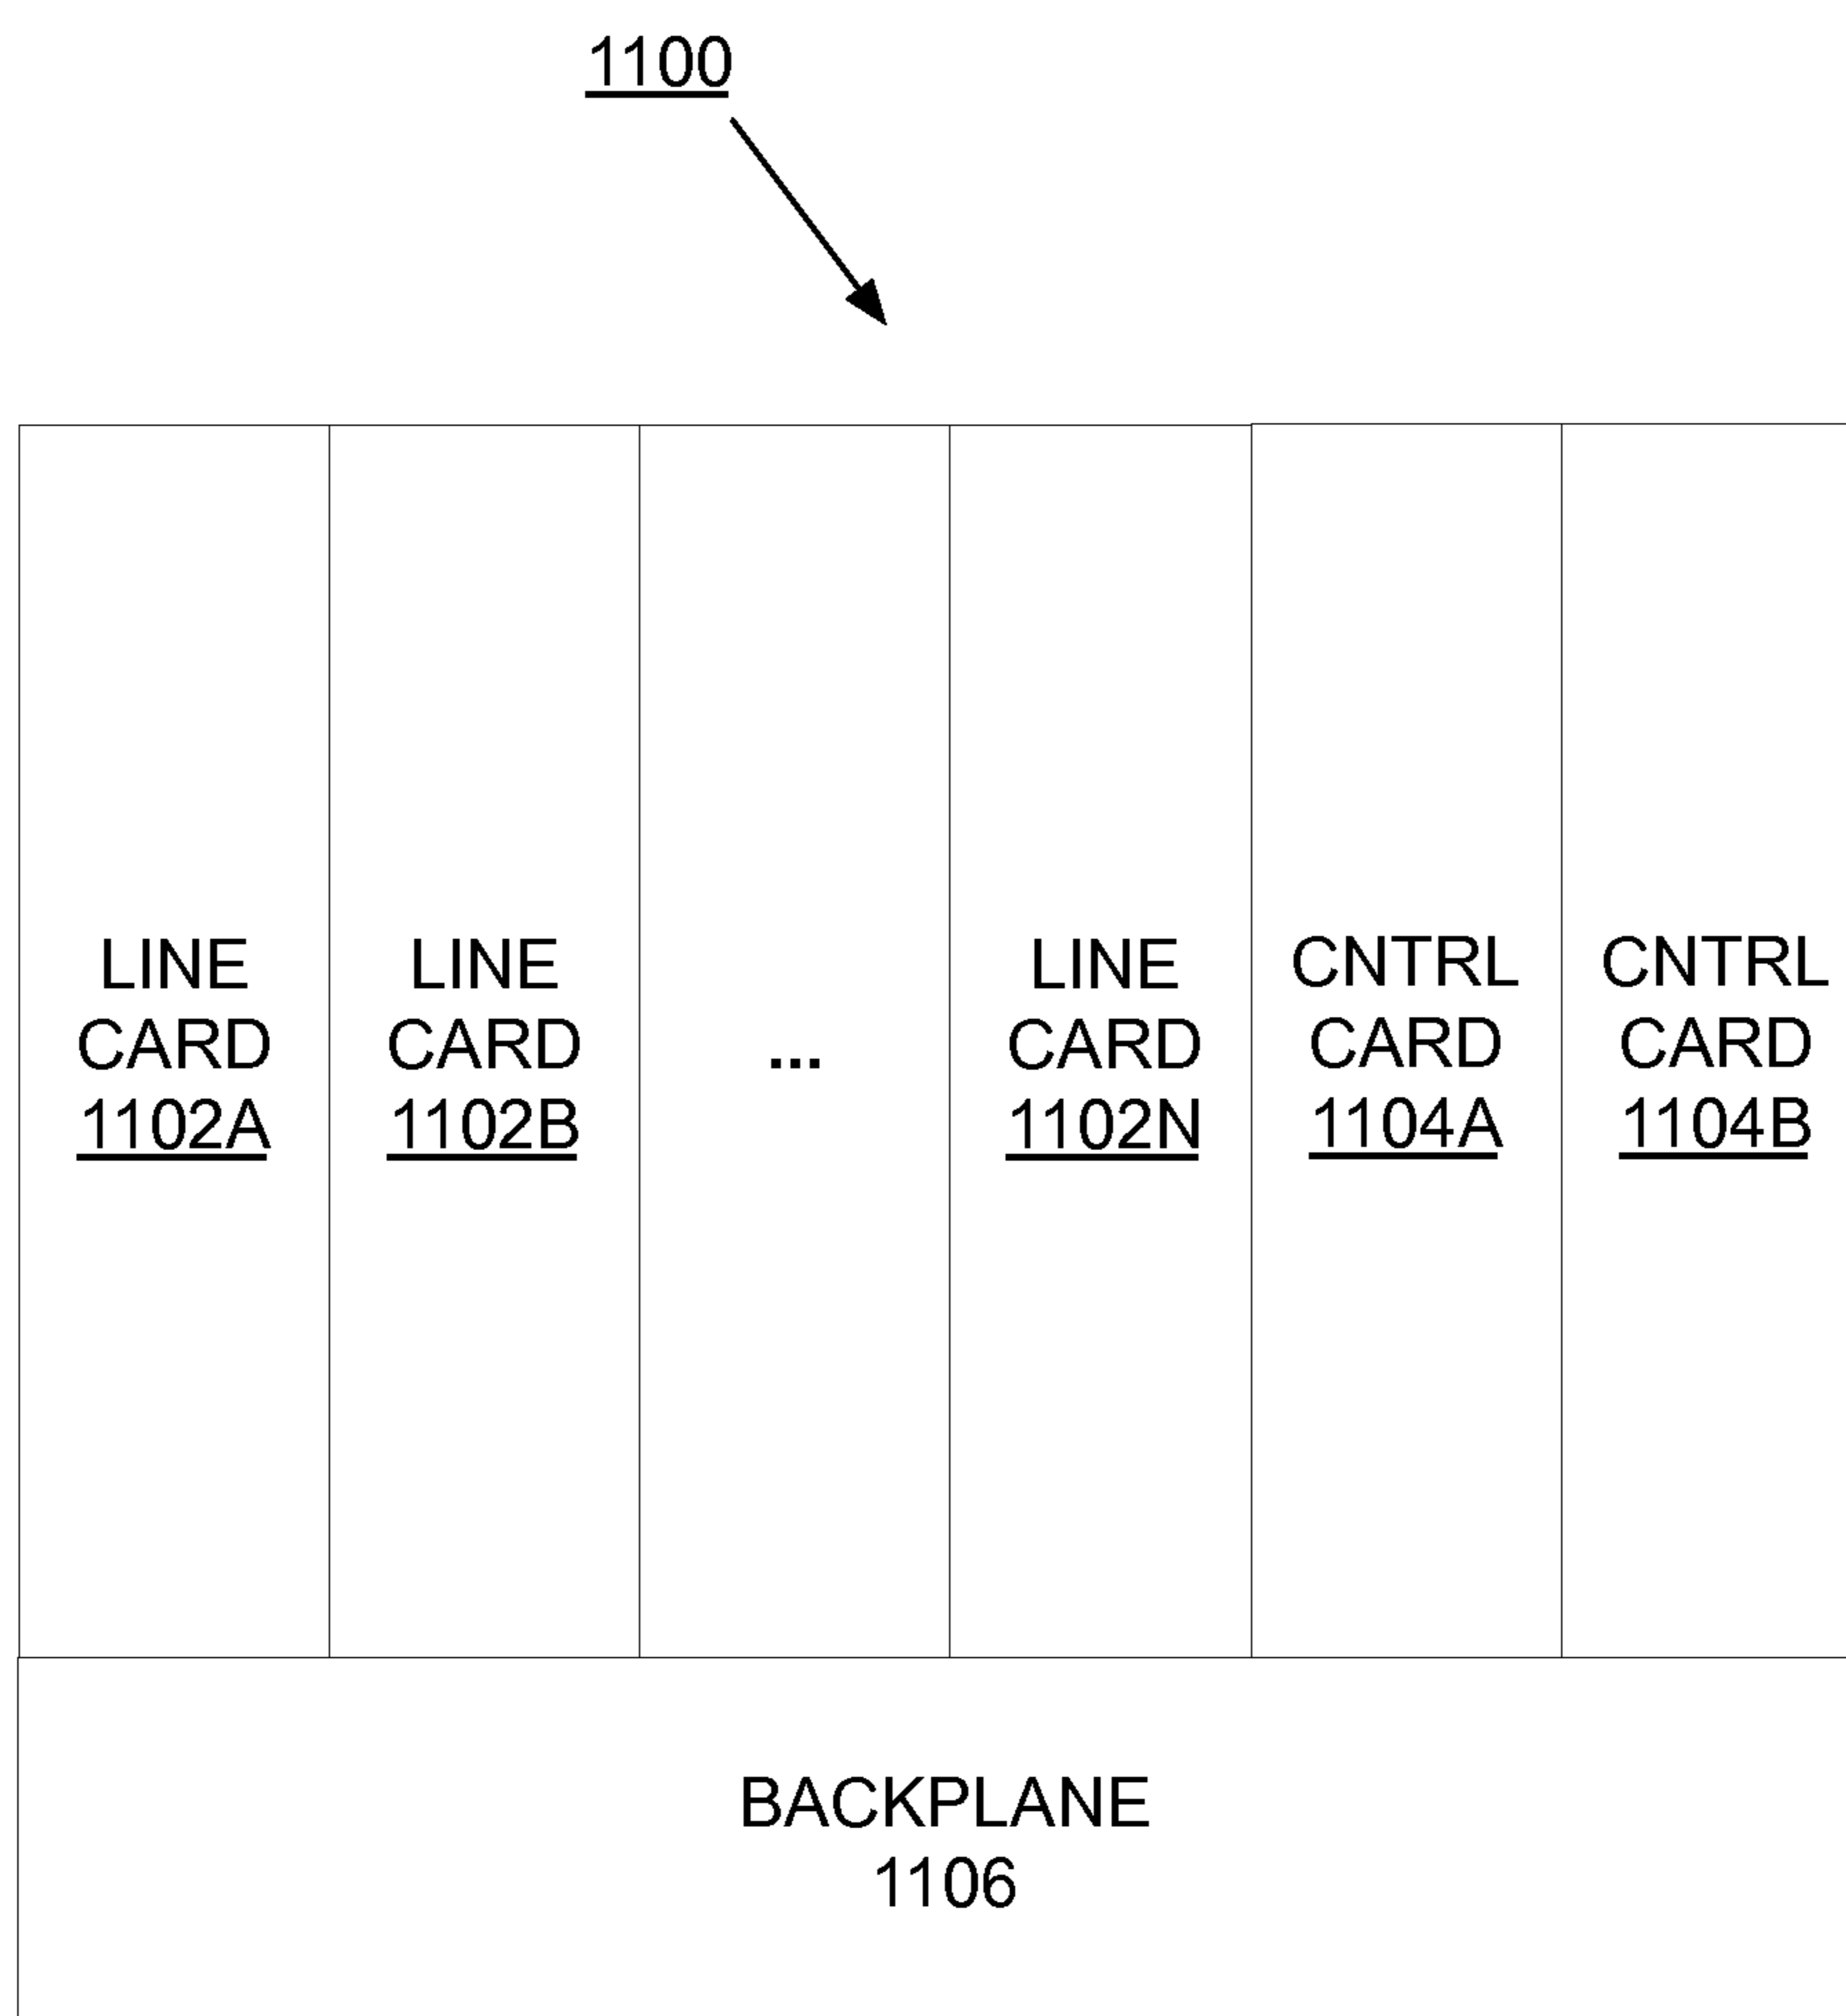 1100
LINE
CARD
1102A
LINE
CARD
1102B
...
LINE
CARD
1102N
CNTRL
CARD
1104A
CNTRL
CARD
1104B
BACKPLANE
1106